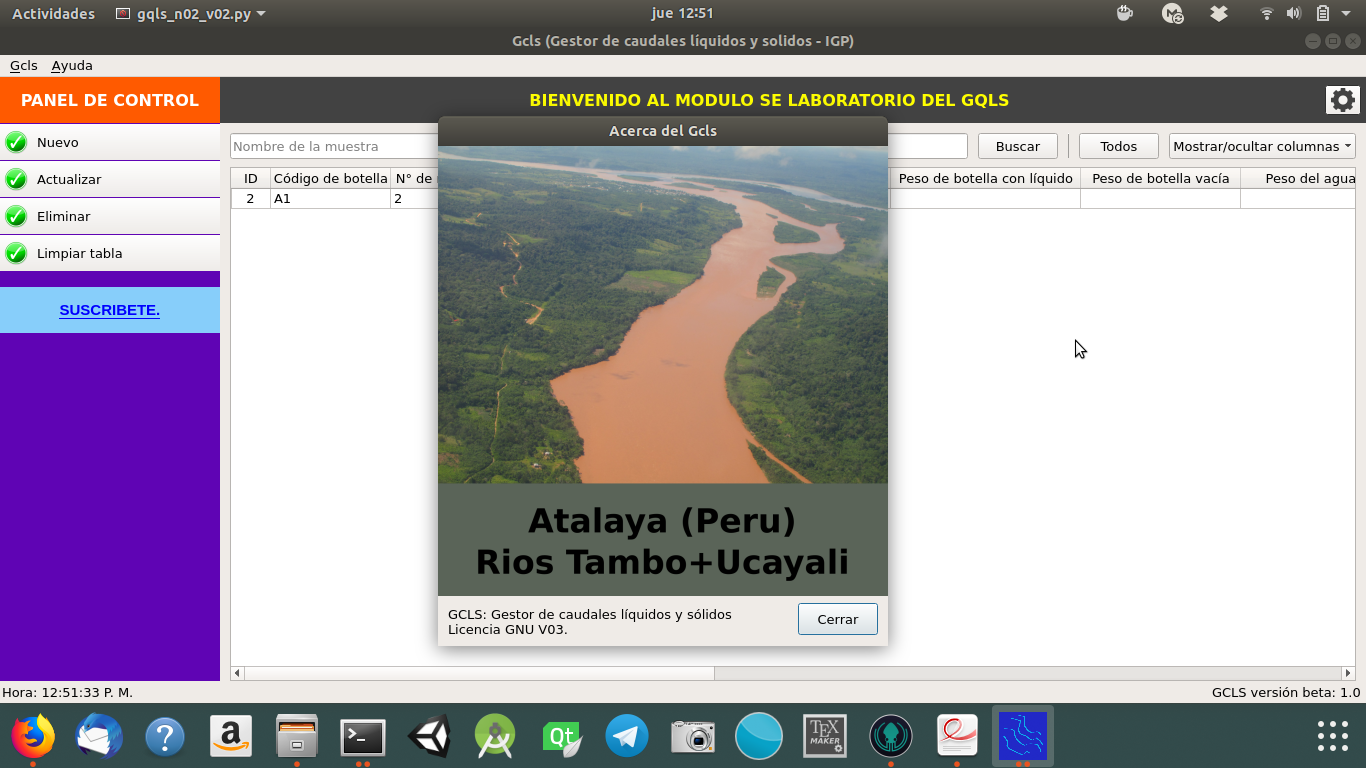 Actividades
gqls_n02_v02.py
jue 12:51
Gcls (Gestor de caudales líquidos y solidos - IGP)
Gcls Ayuda
PANEL DE CONTROL
BIENVENIDO AL MODULO SE LABORATORIO DEL GQLS
Nuevo
Actualizar
Eliminar
Limpiar tabla
SUSCRIBETE.
Nombre de la muestra
Buscar
Todos
Mostrar/ocultar columnas
ID Código de botella N° de Peso de botella con líquido Peso de botella vacía Peso del agua
2 A1 2
Acerca del Gcls
Atalaya (Peru)
Rios Tambo+Ucayali
GCLS: Gestor de caudales líquidos y sólidos
Licencia GNU V03.
Cerrar
Hora: 12:51:33 P. M.
GCLS versión beta: 1.0
?
a
>_
Qt
TEX
MAKER